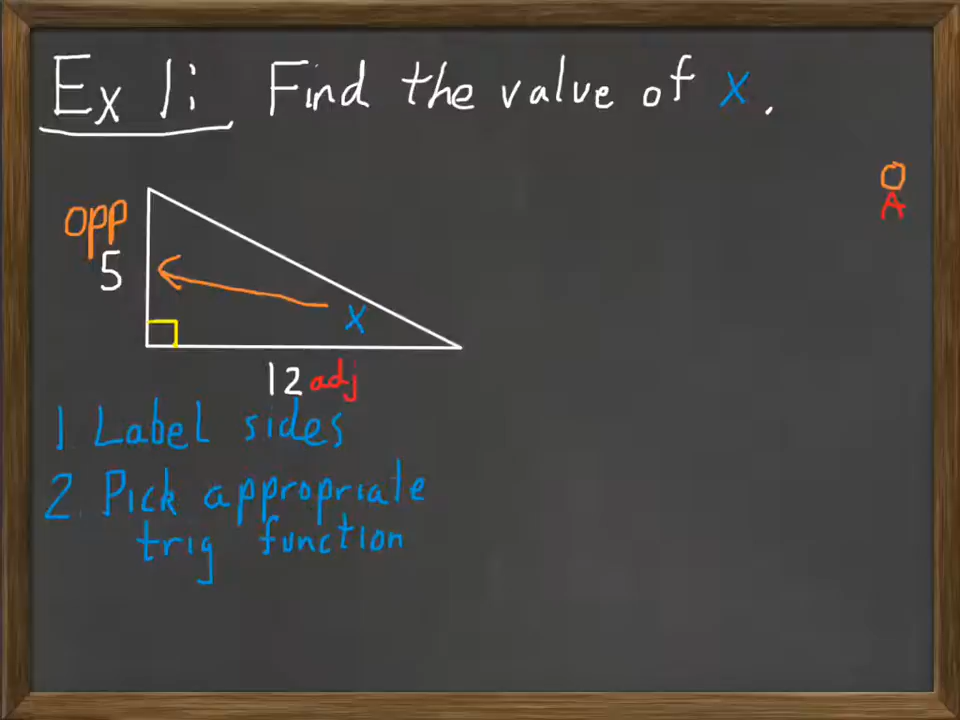 Ex 1: Find the value of x.
O
A
opp
5
x
12 adj
1. Label sides
2. Pick appropriate
trig function